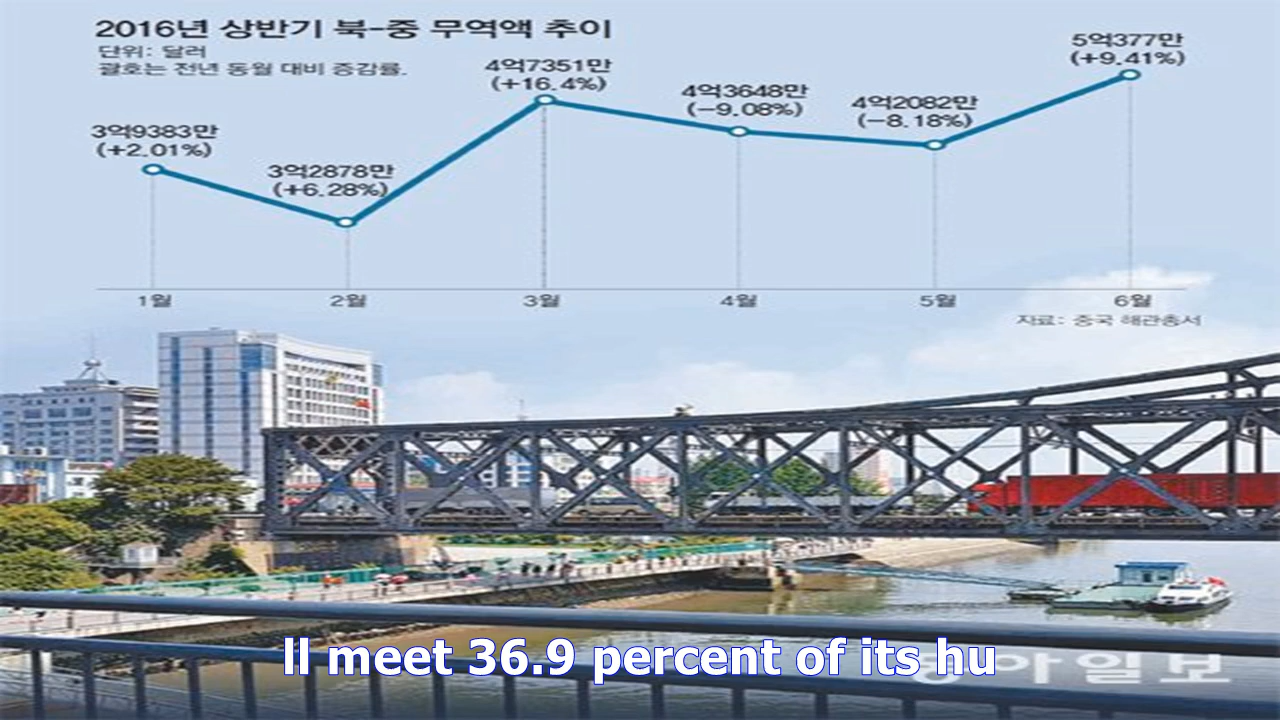 2016년 상반기 북-중 무역액 추이
단위: 달러
괄호는 전년 동월 대비 증감률.
3억9383만
(+2.01%)
3억2878만
(+6.28%)
4억7351만
(+16.4%)
4억3648만
(-9.08%)
4억2082만
(-8.18%)
5억377만
(+9.41%)
1월 2월 3월 4월 5월 6월
자료: 중국 해관총서
ll meet 36.9 percent of its hu
동아일보